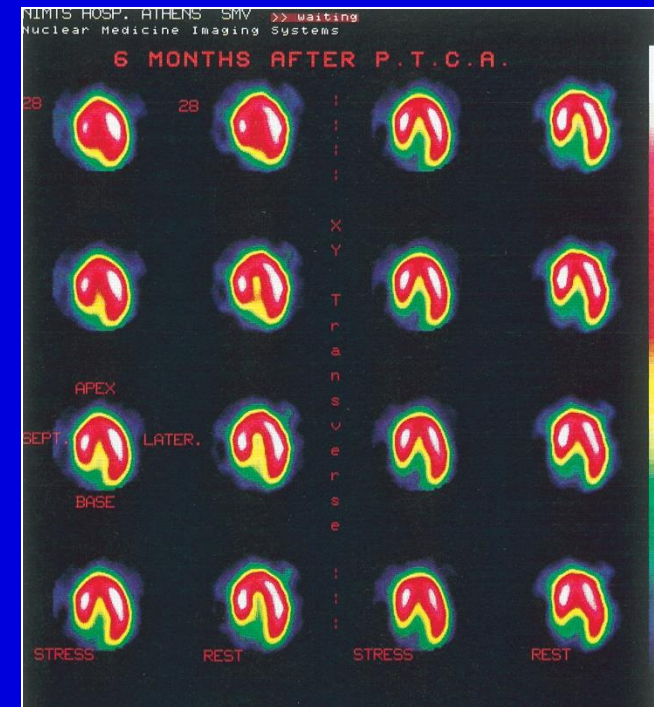 NIMTS HOSP. ATHENS SMV >> waiting
Nuclear Medicine Imaging Systems
6 MONTHS AFTER P.T.C.A.
28 28
XY Transverse
APEX
SEPT. LATER.
BASE
STRESS REST STRESS REST